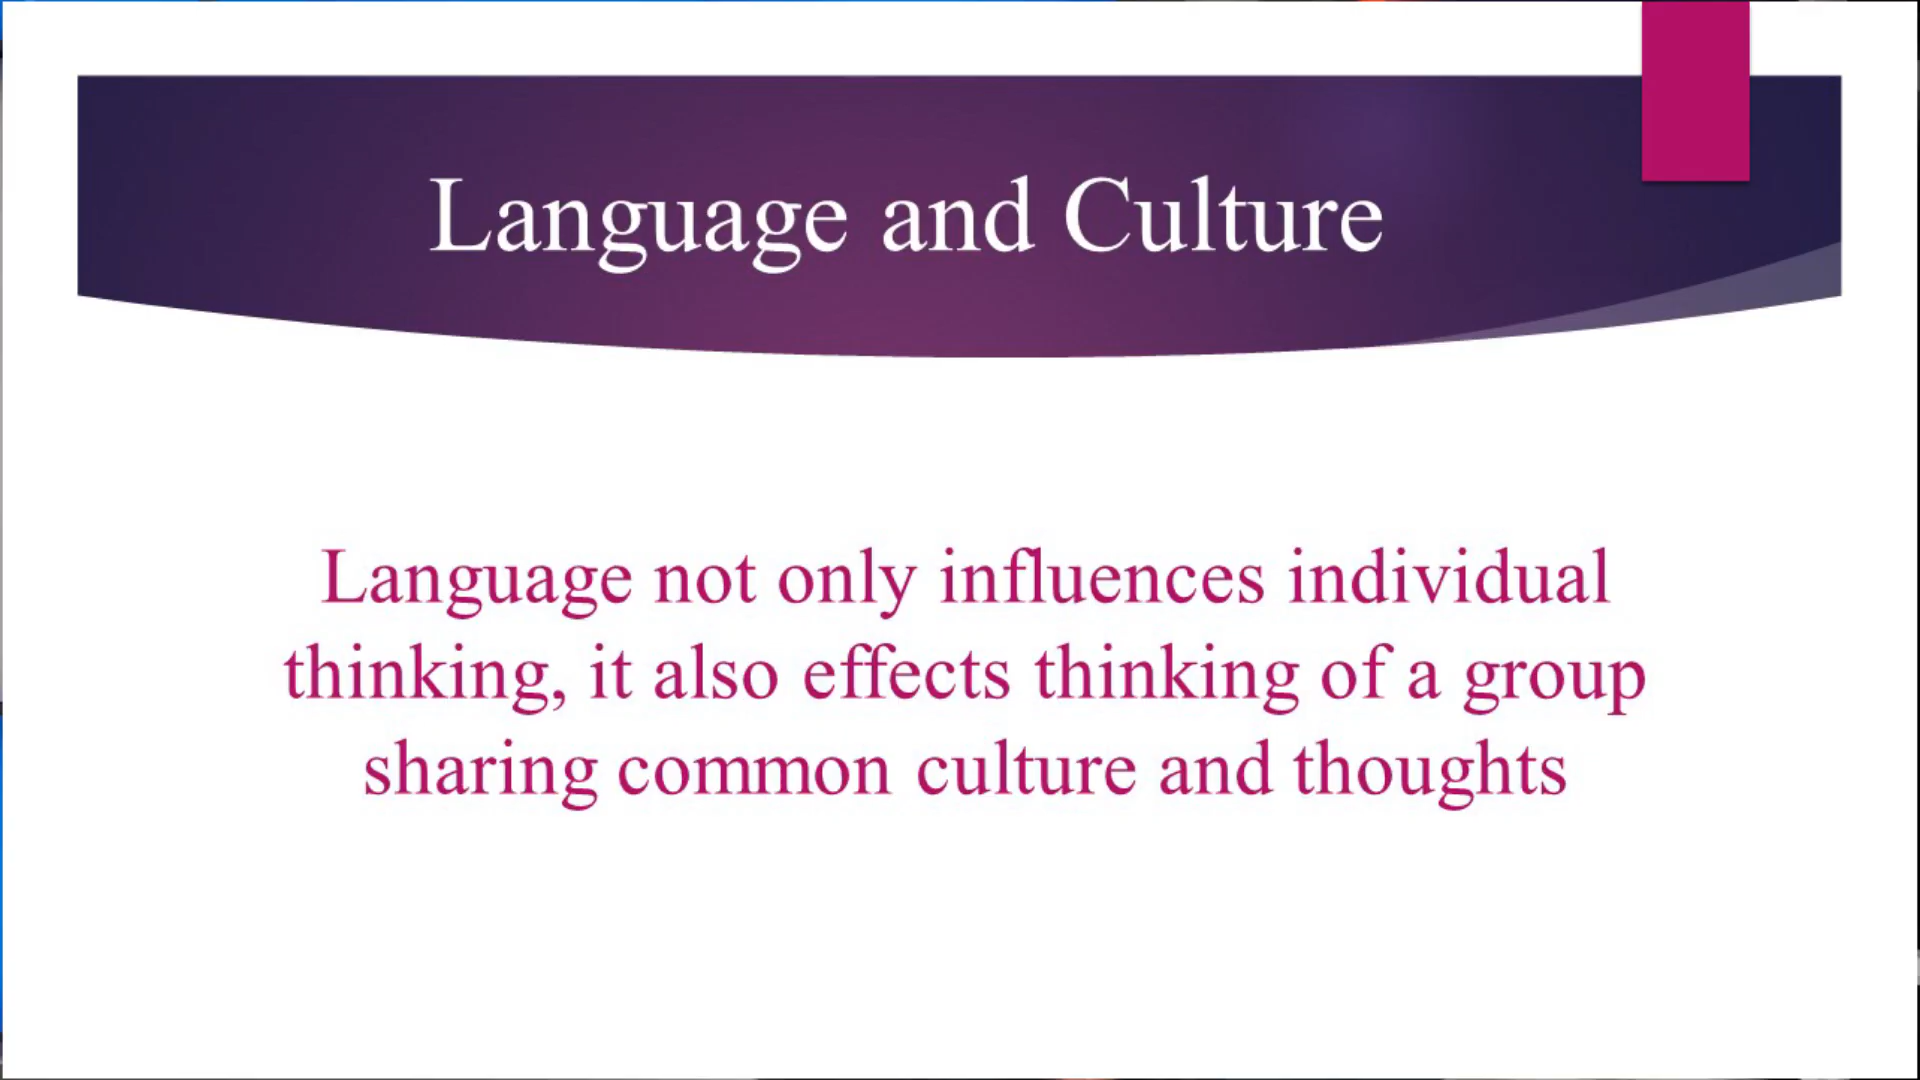 Language and Culture
Language not only influences individual
thinking, it also effects thinking of a group
sharing common culture and thoughts